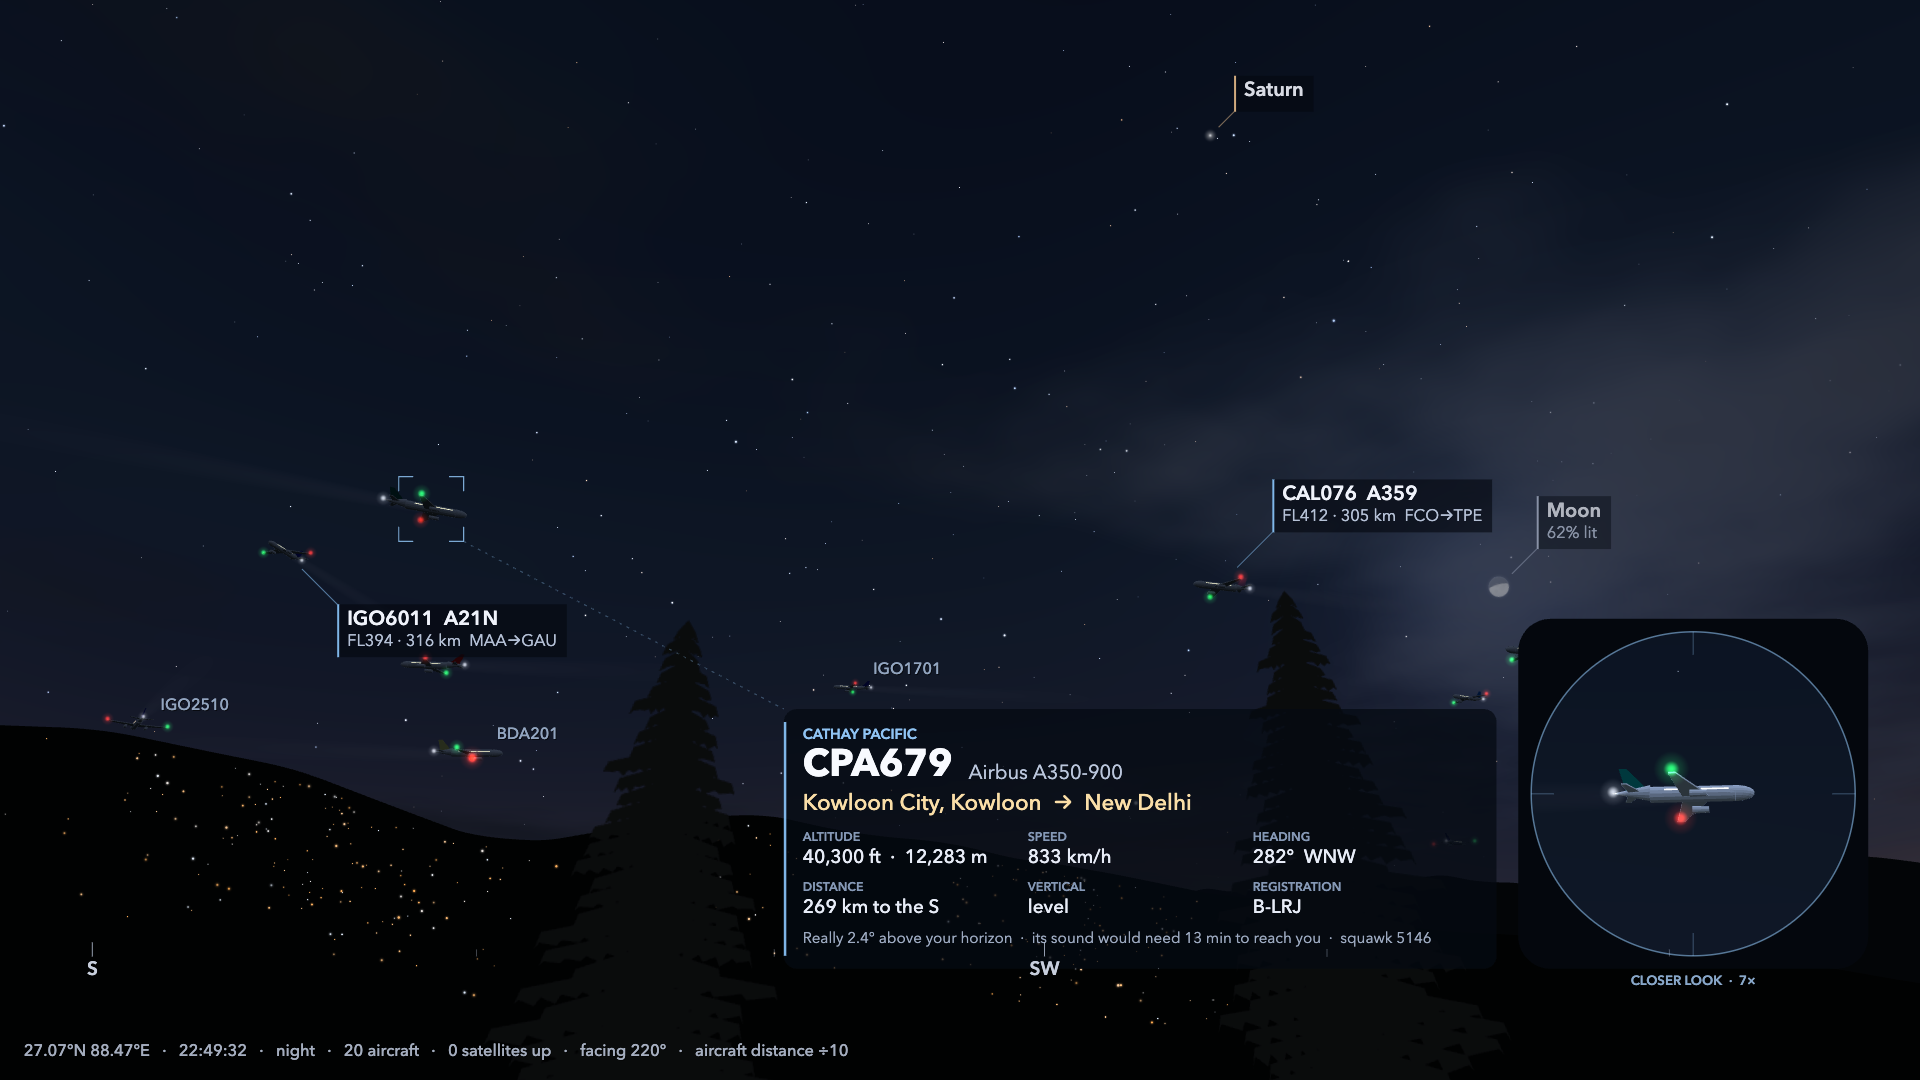 Saturn
CAL076 A359
FL412 · 305 km FCO→TPE
Moon
62% lit
IGO6011 A21N
FL394 · 316 km MAA→GAU
IGO1701
IGO2510
BDA201
CATHAY PACIFIC
CPA679 Airbus A350-900
Kowloon City, Kowloon → New Delhi
ALTITUDE SPEED HEADING
40,300 ft · 12,283 m 833 km/h 282° WNW
DISTANCE VERTICAL REGISTRATION
269 km to the S level B-LRJ
Really 2.4° above your horizon · its sound would need 13 min to reach you · squawk 5146
S SW
CLOSER LOOK · 7×
27.07°N 88.47°E · 22:49:32 · night · 20 aircraft · 0 satellites up · facing 220° · aircraft distance ÷10